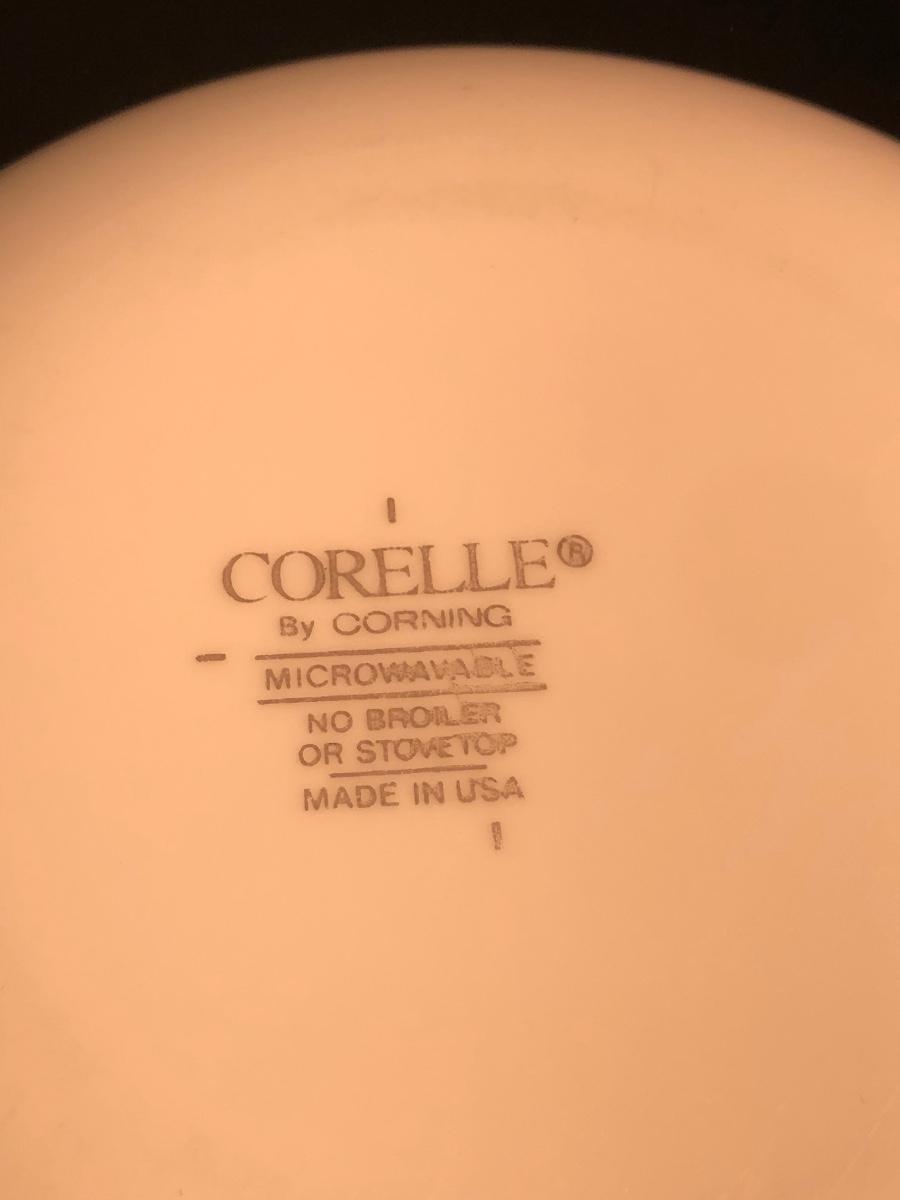 CORELLE®
By CORNING
MICROWAVABLE
NO BROILER
OR STOVETOP
MADE IN USA